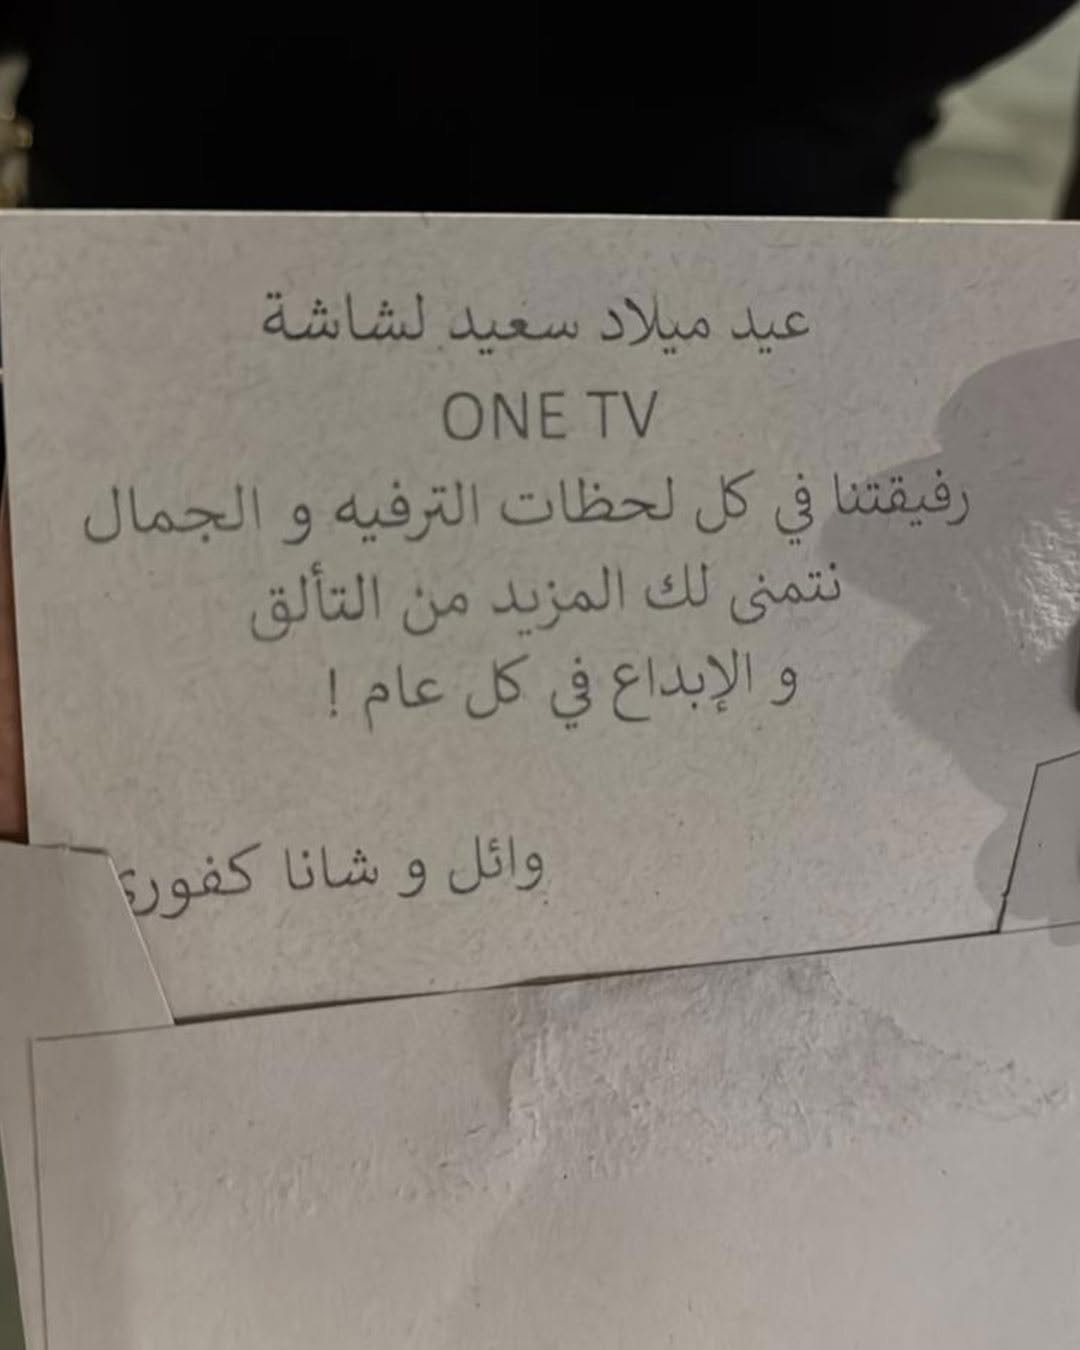 عيد ميلاد سعيد لشاشة
ONE TV
رفيقتنا في كل لحظات الترفيه و الجمال
نتمنى لك المزيد من التألق
و الإبداع في كل عام !
وائل و شانا كفوري